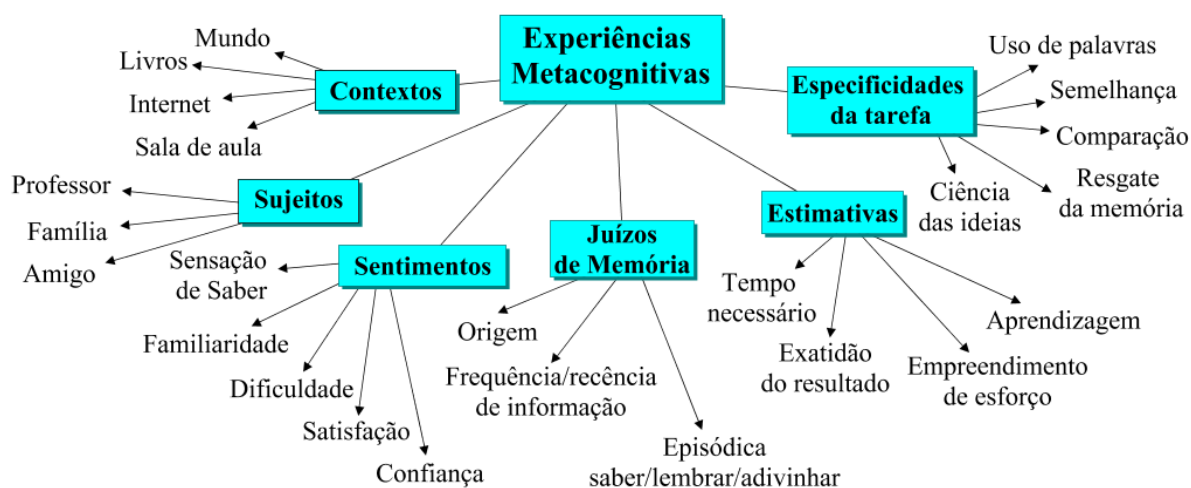 Experiências
Metacognitivas
Contextos
Mundo
Livros
Internet
Sala de aula
Sujeitos
Professor
Família
Amigo
Sentimentos
Sensação
de Saber
Familiaridade
Dificuldade
Satisfação
Confiança
Juízos
de Memória
Origem
Frequência/recência
de informação
Episódica
saber/lembrar/adivinhar
Estimativas
Tempo
necessário
Exatidão
do resultado
Empreendimento
de esforço
Aprendizagem
Especificidades
da tarefa
Uso de palavras
Semelhança
Comparação
Resgate
da memória
Ciência
das ideias